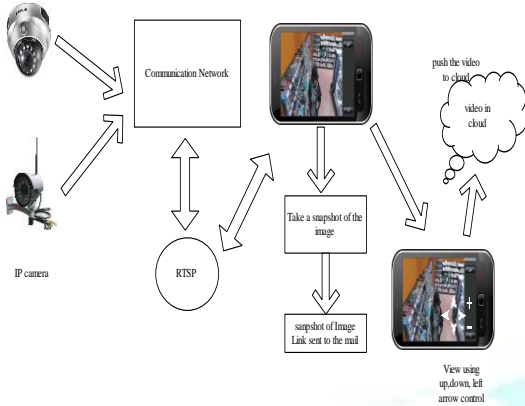 Communication Network
push the video
to cloud
video in
cloud
Take a snapshot of the
image
IP camera
RTSP
sanpshot of Image
Link sent to the mail
+
-
View using
up,down, left
arrow control